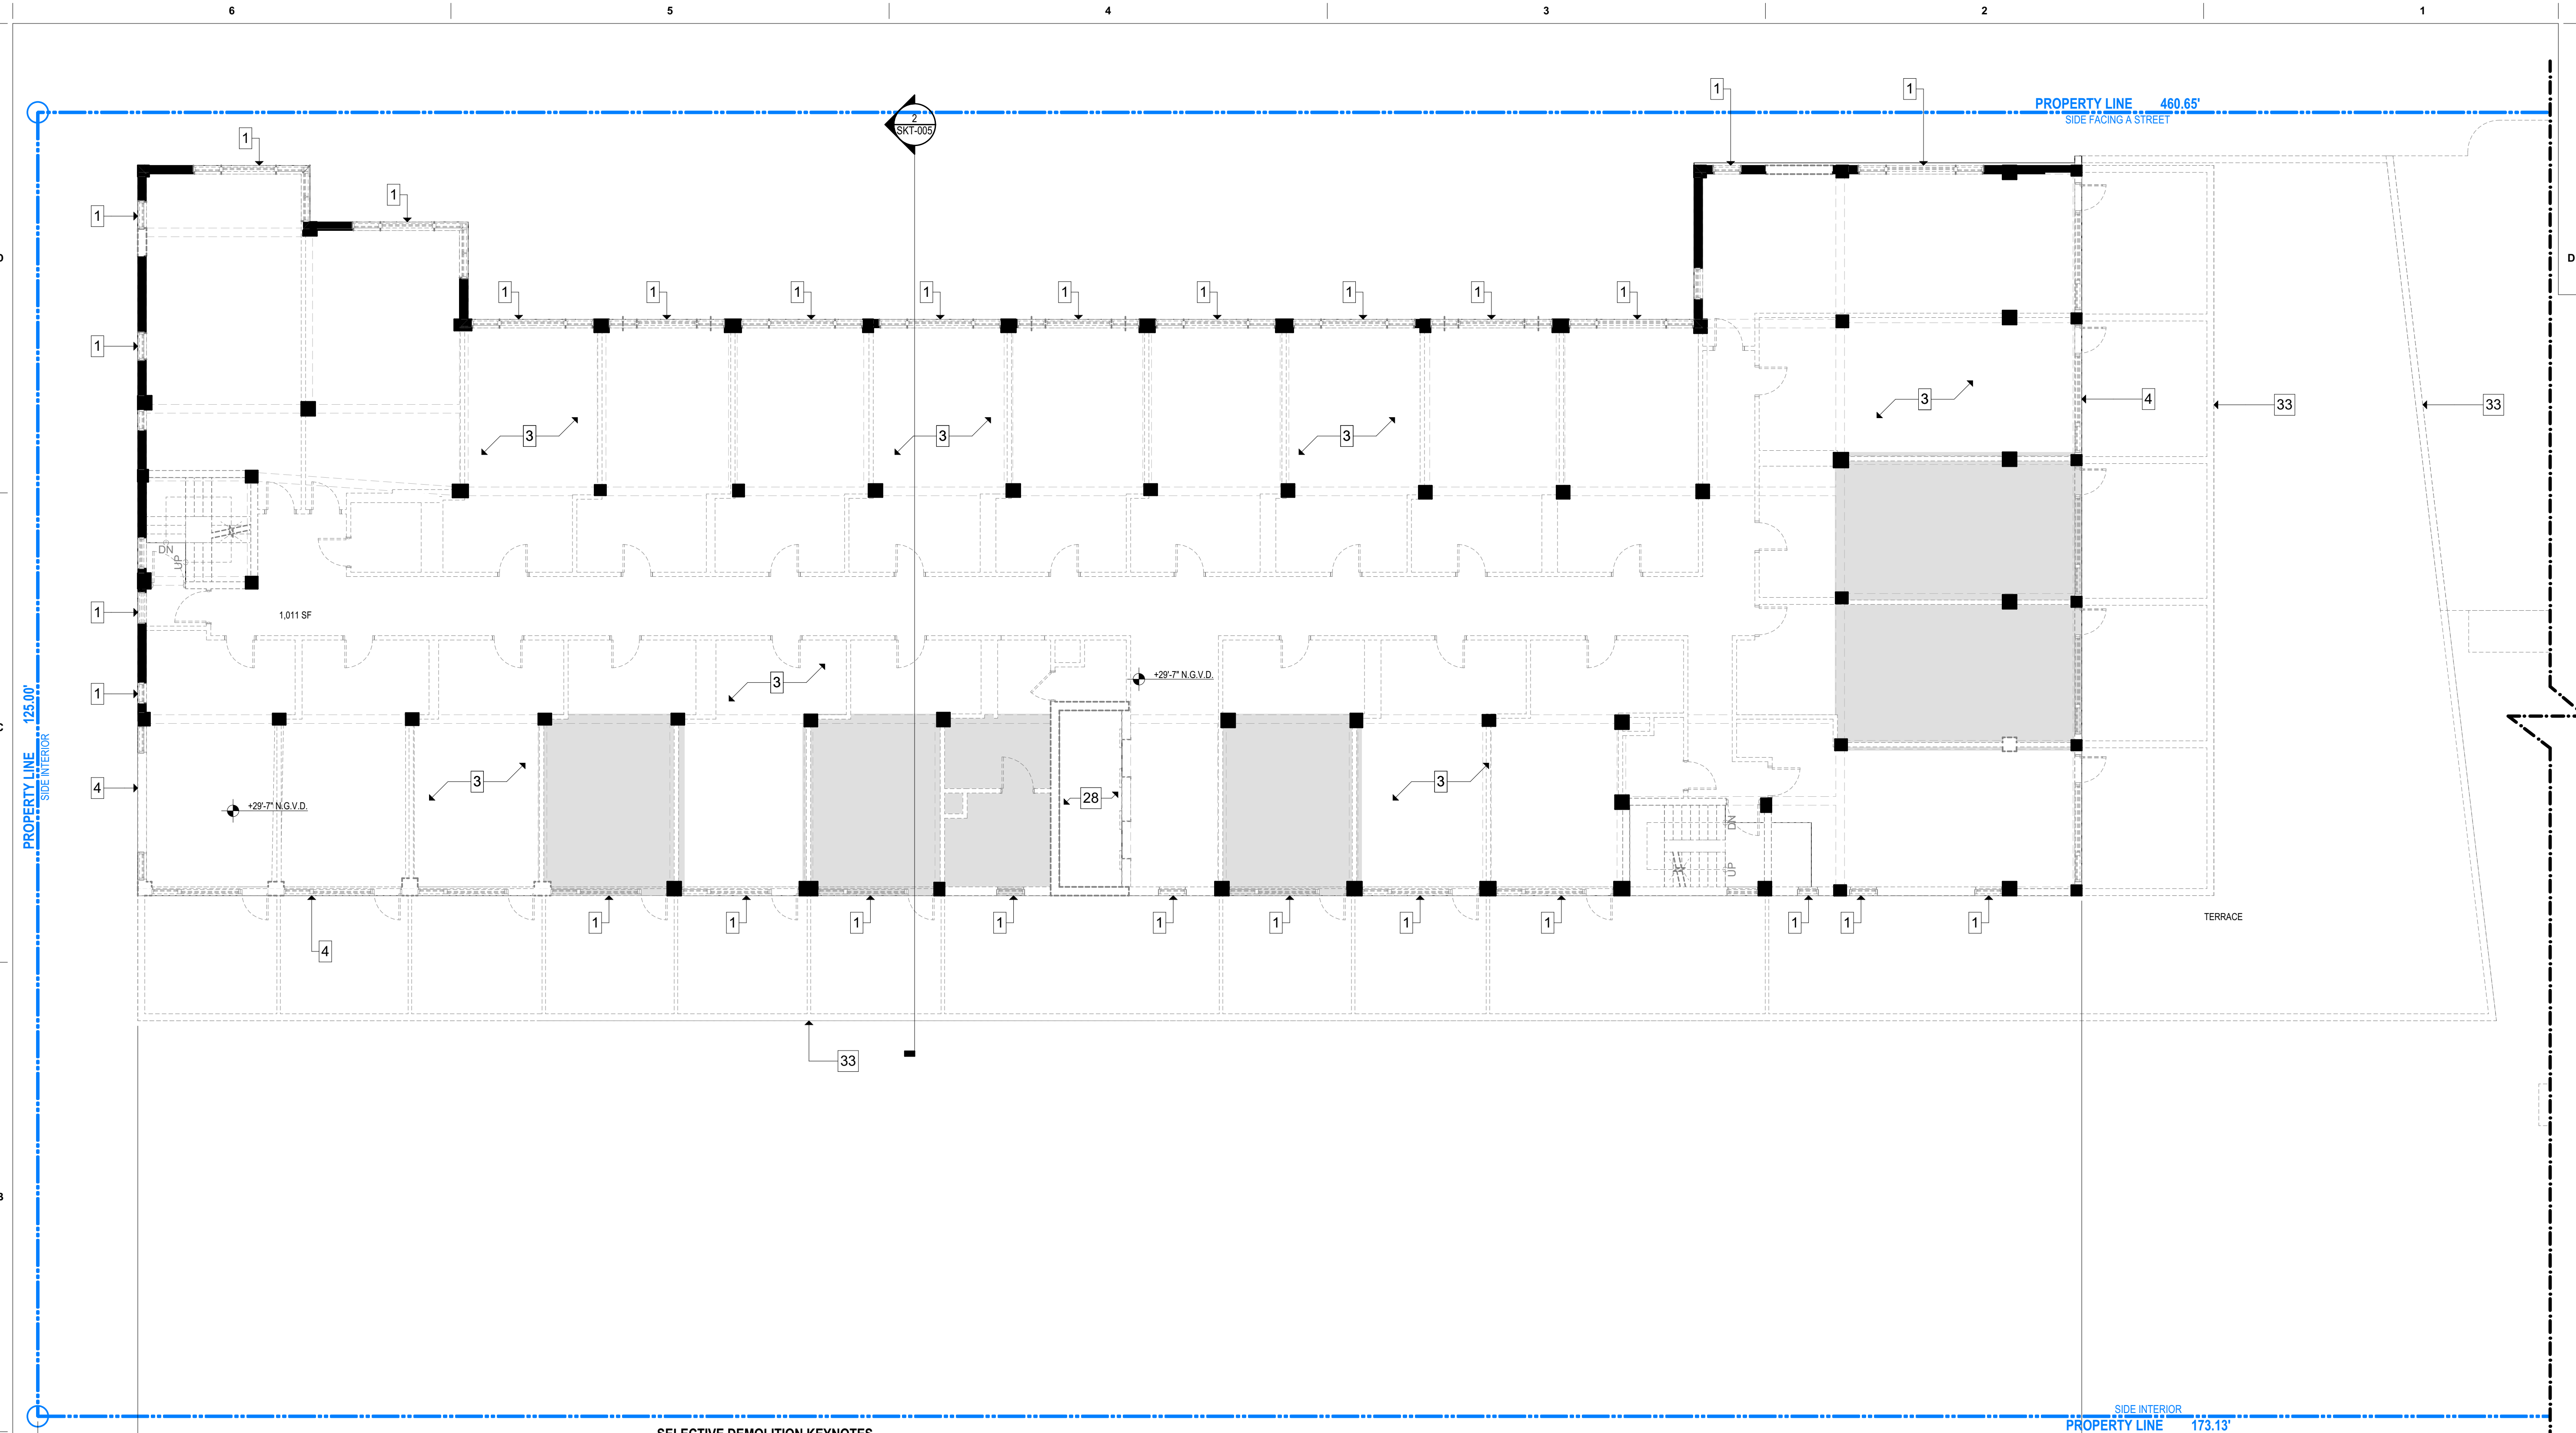 6 5 4 3 2 1
1 1
PROPERTY LINE 460.65'
SIDE FACING A STREET
2
SKT-005
1
1
1
D
1 1 1 1 1 1 1 1 1
1
3 3 3 3 4 33 33
DN
UP
1
1,011 SF
3
+29'-7" N.G.V.D.
1
PROPERTY LINE 125.00'
SIDE INTERIOR
C
4
3
28
3
+29'-7" N.G.V.D.
DN
UP
1 1 1 1 1 1 1 1 1 1 1
TERRACE
4
33
B
SIDE INTERIOR
PROPERTY LINE 173.13'
SELECTIVE DEMOLITION KEYNOTES